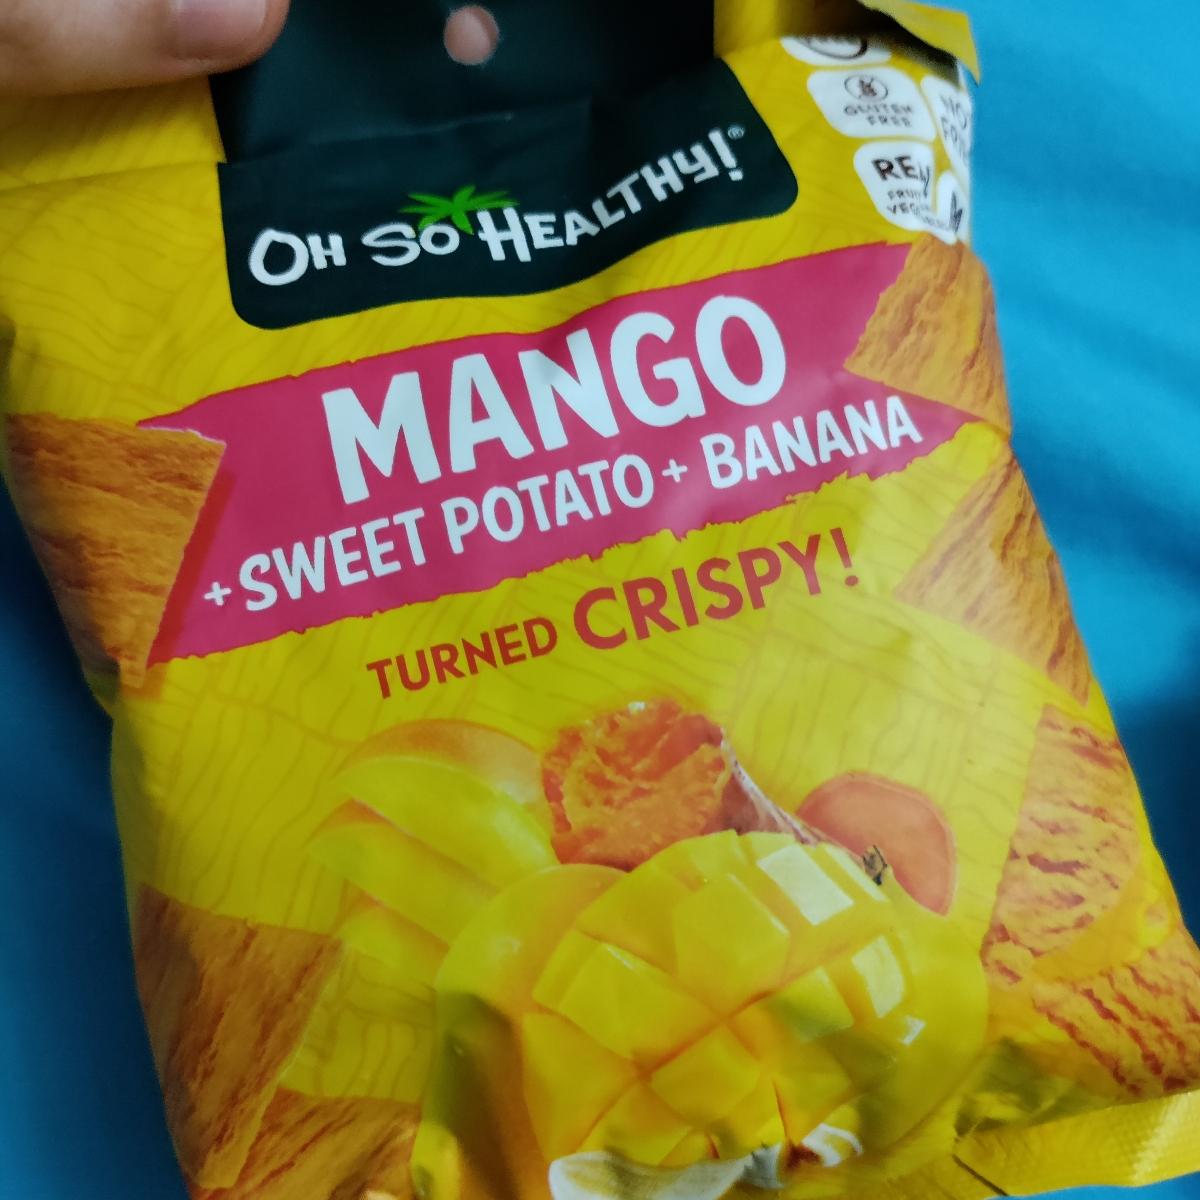 OH SO HEALTHY!®
GLUTEN
FREE
MANGO
+ SWEET POTATO + BANANA
TURNED CRISPY!